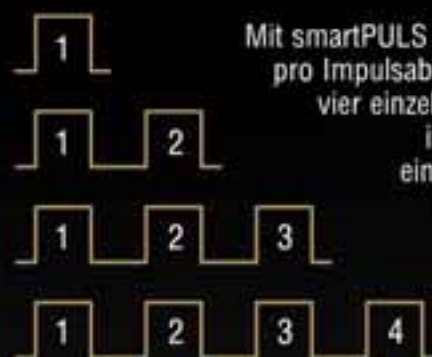 Mit smartPULS
pro Impulsab
vier einzel
i
ein
1
1 2
1 2 3
1 2 3 4